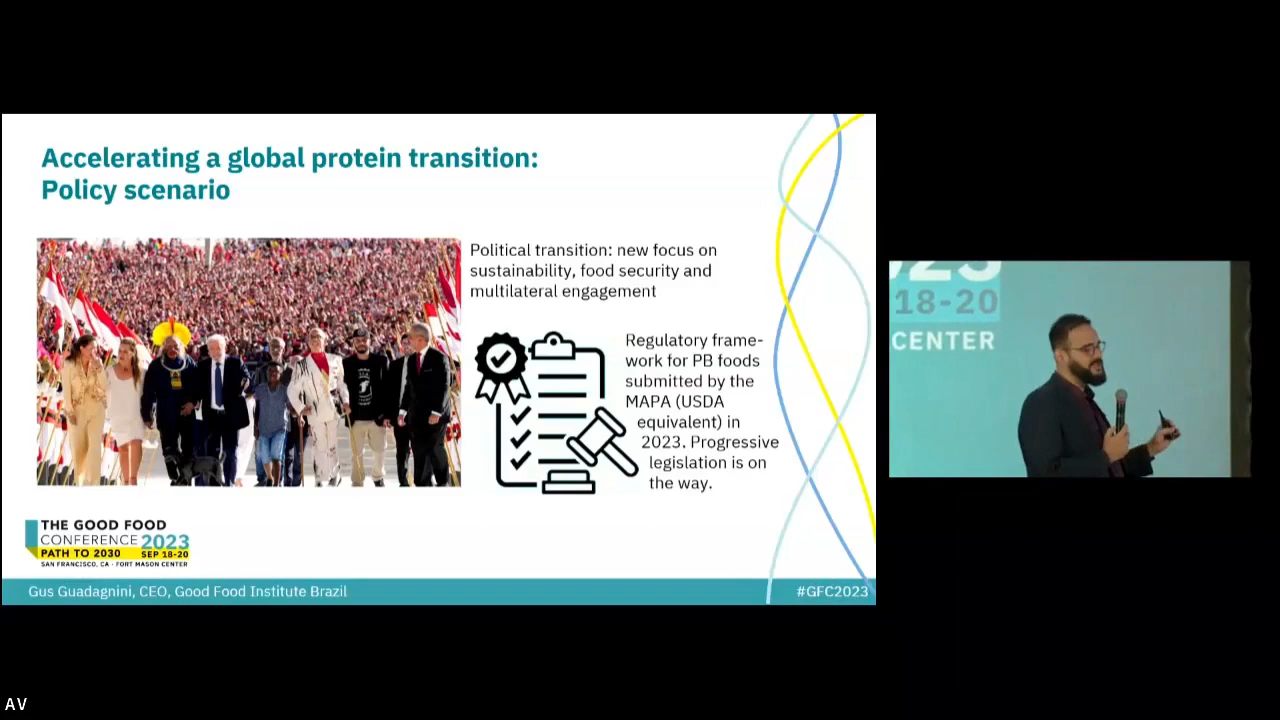 Accelerating a global protein transition:
Policy scenario
Political transition: new focus on
sustainability, food security and
multilateral engagement
Regulatory frame-
work for PB foods
submitted by the
MAPA (USDA
equivalent) in
2023. Progressive
legislation is on
the way.
THE GOOD FOOD
CONFERENCE 2023
PATH TO 2030 SEP 18-20
SAN FRANCISCO, CA · FORT MASON CENTER
Gus Guadagnini, CEO, Good Food Institute Brazil
#GFC2023
2023
18-20
CENTER
AV